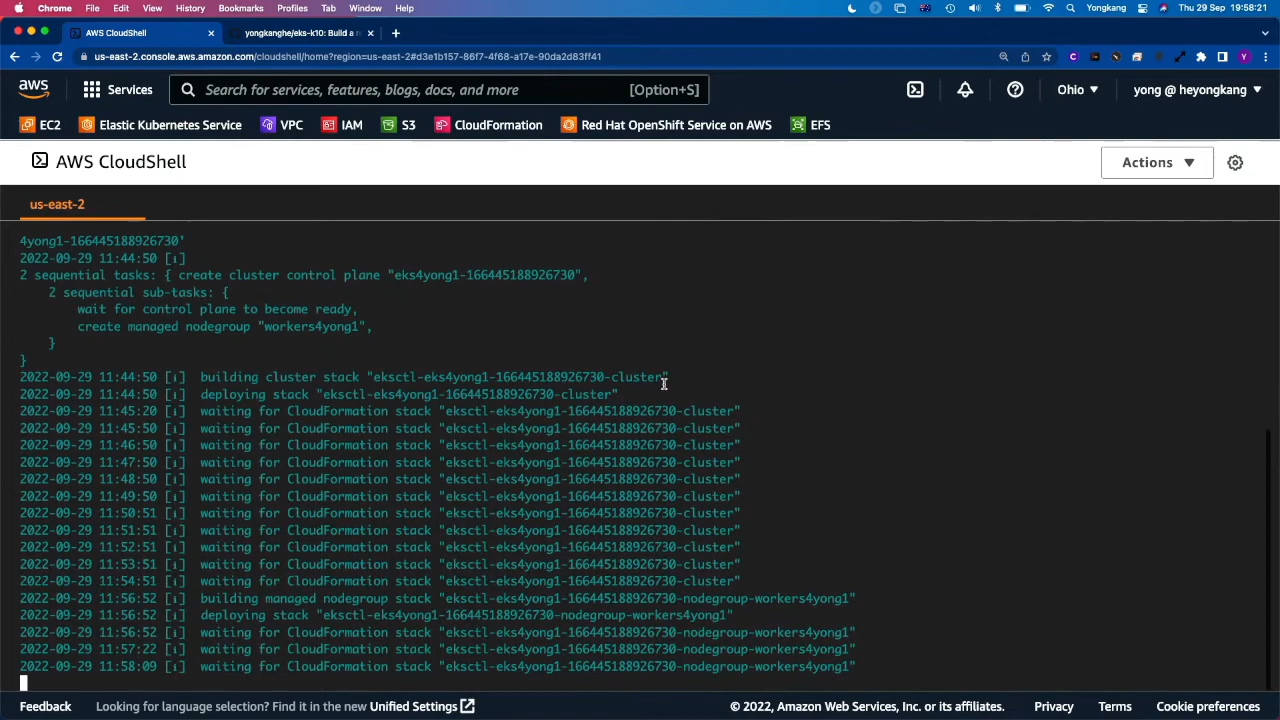 Chrome File Edit View History Bookmarks Profiles Tab Window Help Yongkang Thu 29 Sep 19:58:21
AWS CloudShell yongkanghe/eks-k10: Build a r
us-east-2.console.aws.amazon.com/cloudshell/home?region=us-east-2#d3e1b157-86f7-4f68-a17e-90da2d83ff41
aws Services Search for services, features, blogs, docs, and more [Option+S] Ohio yong @ heyongkang
EC2 Elastic Kubernetes Service VPC IAM S3 CloudFormation Red Hat OpenShift Service on AWS EFS
AWS CloudShell Actions
us-east-2
4yong1-166445188926730'
2022-09-29 11:44:50 [ℹ]
2 sequential tasks: { create cluster control plane "eks4yong1-166445188926730",
    2 sequential sub-tasks: {
        wait for control plane to become ready,
        create managed nodegroup "workers4yong1",
    }
}
2022-09-29 11:44:50 [ℹ]  building cluster stack "eksctl-eks4yong1-166445188926730-cluster"
2022-09-29 11:44:50 [ℹ]  deploying stack "eksctl-eks4yong1-166445188926730-cluster"
2022-09-29 11:45:20 [ℹ]  waiting for CloudFormation stack "eksctl-eks4yong1-166445188926730-cluster"
2022-09-29 11:45:50 [ℹ]  waiting for CloudFormation stack "eksctl-eks4yong1-166445188926730-cluster"
2022-09-29 11:46:50 [ℹ]  waiting for CloudFormation stack "eksctl-eks4yong1-166445188926730-cluster"
2022-09-29 11:47:50 [ℹ]  waiting for CloudFormation stack "eksctl-eks4yong1-166445188926730-cluster"
2022-09-29 11:48:50 [ℹ]  waiting for CloudFormation stack "eksctl-eks4yong1-166445188926730-cluster"
2022-09-29 11:49:50 [ℹ]  waiting for CloudFormation stack "eksctl-eks4yong1-166445188926730-cluster"
2022-09-29 11:50:51 [ℹ]  waiting for CloudFormation stack "eksctl-eks4yong1-166445188926730-cluster"
2022-09-29 11:51:51 [ℹ]  waiting for CloudFormation stack "eksctl-eks4yong1-166445188926730-cluster"
2022-09-29 11:52:51 [ℹ]  waiting for CloudFormation stack "eksctl-eks4yong1-166445188926730-cluster"
2022-09-29 11:53:51 [ℹ]  waiting for CloudFormation stack "eksctl-eks4yong1-166445188926730-cluster"
2022-09-29 11:54:51 [ℹ]  waiting for CloudFormation stack "eksctl-eks4yong1-166445188926730-cluster"
2022-09-29 11:56:52 [ℹ]  building managed nodegroup stack "eksctl-eks4yong1-166445188926730-nodegroup-workers4yong1"
2022-09-29 11:56:52 [ℹ]  deploying stack "eksctl-eks4yong1-166445188926730-nodegroup-workers4yong1"
2022-09-29 11:56:52 [ℹ]  waiting for CloudFormation stack "eksctl-eks4yong1-166445188926730-nodegroup-workers4yong1"
2022-09-29 11:57:22 [ℹ]  waiting for CloudFormation stack "eksctl-eks4yong1-166445188926730-nodegroup-workers4yong1"
2022-09-29 11:58:09 [ℹ]  waiting for CloudFormation stack "eksctl-eks4yong1-166445188926730-nodegroup-workers4yong1"
Feedback Looking for language selection? Find it in the new Unified Settings © 2022, Amazon Web Services, Inc. or its affiliates. Privacy Terms Cookie preferences